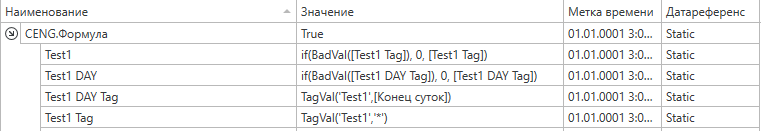 Наименование Значение Метка времени Датареференс
CENG.Формула True 01.01.0001 3:0... Static
Test1 if(BadVal([Test1 Tag]), 0, [Test1 Tag]) 01.01.0001 3:0... Static
Test1 DAY if(BadVal([Test1 DAY Tag]), 0, [Test1 DAY Tag]) 01.01.0001 3:0... Static
Test1 DAY Tag TagVal('Test1',[Конец суток]) 01.01.0001 3:0... Static
Test1 Tag TagVal('Test1','*') 01.01.0001 3:0... Static